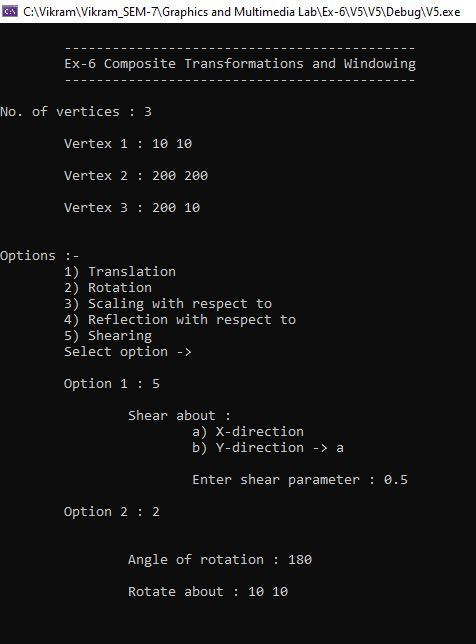 C:\Vikram\Vikram_SEM-7\Graphics and Multimedia Lab\Ex-6\V5\V5\Debug\V5.exe
--------------------------------------------
Ex-6 Composite Transformations and Windowing
--------------------------------------------
No. of vertices : 3
Vertex 1 : 10 10
Vertex 2 : 200 200
Vertex 3 : 200 10
Options :-
1) Translation
2) Rotation
3) Scaling with respect to
4) Reflection with respect to
5) Shearing
Select option ->
Option 1 : 5
Shear about :
a) X-direction
b) Y-direction -> a
Enter shear parameter : 0.5
Option 2 : 2
Angle of rotation : 180
Rotate about : 10 10